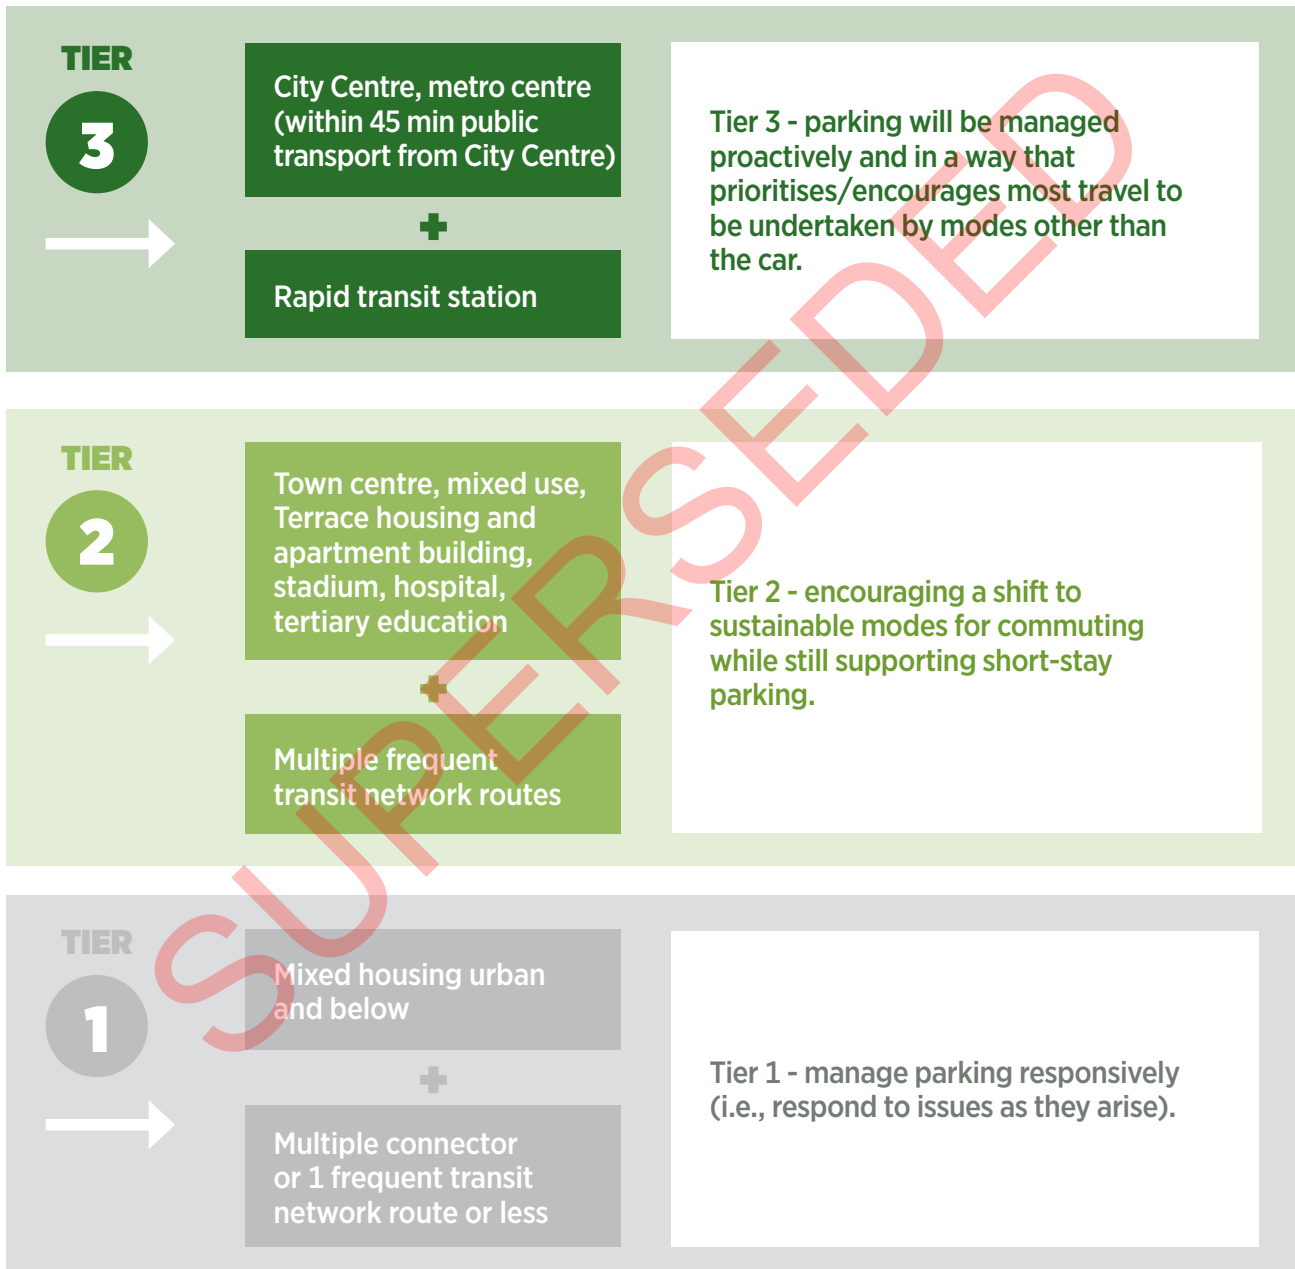 TIER
3
City Centre, metro centre
(within 45 min public
transport from City Centre)
+
Rapid transit station
Tier 3 - parking will be managed
proactively and in a way that
prioritises/encourages most travel to
be undertaken by modes other than
the car.
TIER
2
Town centre, mixed use,
Terrace housing and
apartment building,
stadium, hospital,
tertiary education
+
Multiple frequent
transit network routes
Tier 2 - encouraging a shift to
sustainable modes for commuting
while still supporting short-stay
parking.
TIER
1
Mixed housing urban
and below
+
Multiple connector
or 1 frequent transit
network route or less
Tier 1 - manage parking responsively
(i.e., respond to issues as they arise).
SUPERSEDED